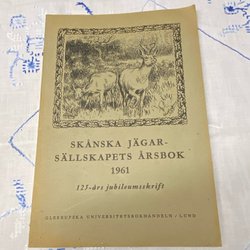 SKÅNSKA JÄGAR-
SÄLLSKAPETS ÅRSBOK
1961
125-års jubileumsskrift
GLEERUPSKA UNIVERSITETSBOKHANDELN / LUND